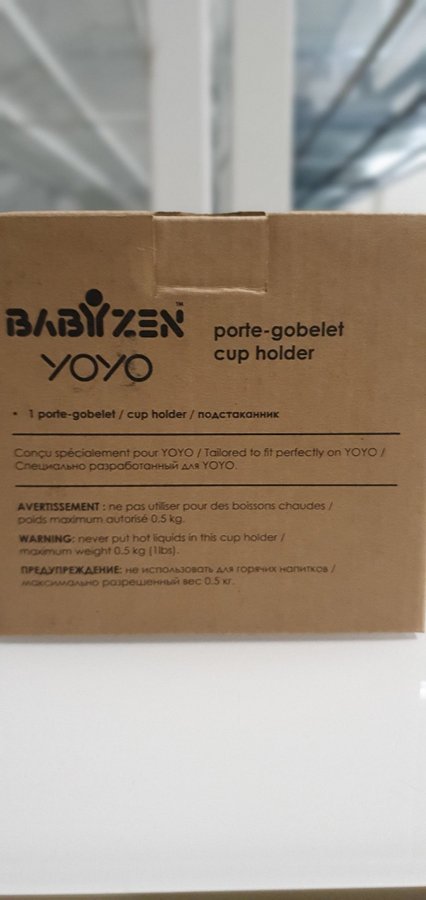 BABYZEN™
YOYO
porte-gobelet
cup holder
• 1 porte-gobelet / cup holder / подстаканник
Conçu spécialement pour YOYO / Tailored to fit perfectly on YOYO /
Специально разработанный для YOYO.
AVERTISSEMENT : ne pas utiliser pour des boissons chaudes /
poids maximum autorisé 0.5 kg.
WARNING: never put hot liquids in this cup holder /
maximum weight 0.5 kg (1lbs).
ПРЕДУПРЕЖДЕНИЕ: не использовать для горячих напитков /
максимально разрешенный вес 0.5 кг.